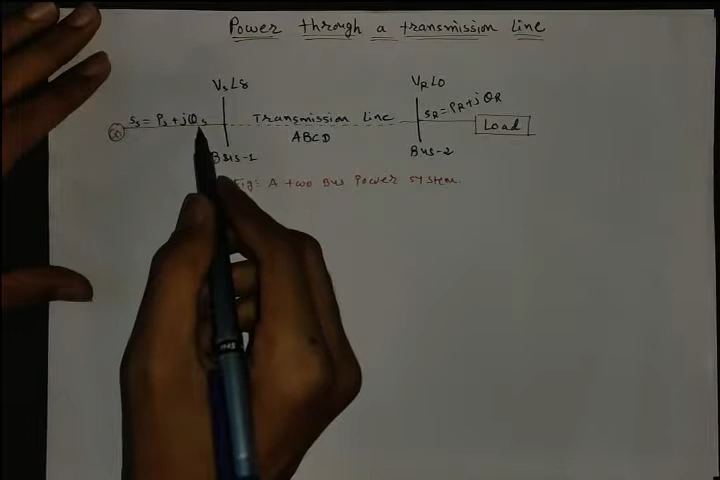 Power through a transmission Line
Vs∠δ
VR∠0
Ss = Ps + jQs
Transmission line
SR = PR + jQR
Load
ABCD
Bus-1
Bus-2
Fig: A two Bus Power system.